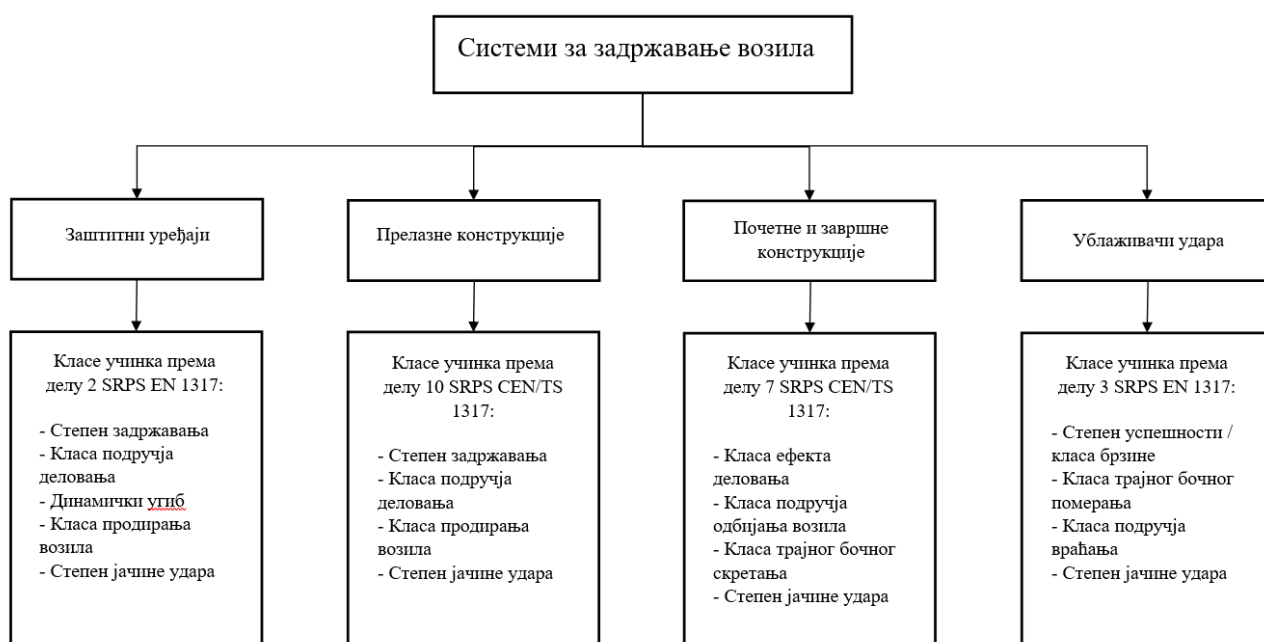 Системи за задржавање возила
Заштитни уређаји
Прелазне конструкције
Почетне и завршне
конструкције
Ублаживачи удара
Класе учинка према
делу 2 SRPS EN 1317:
- Степен задржавања
- Класа подручја
деловања
- Динамички угиб
- Класа продирања
возила
- Степен јачине удара
Класе учинка према
делу 10 SRPS CEN/TS
1317:
- Степен задржавања
- Класа подручја
деловања
- Класа продирања
возила
- Степен јачине удара
Класе учинка према
делу 7 SRPS CEN/TS
1317:
- Класа ефекта
деловања
- Класа подручја
одбијања возила
- Класа трајног бочног
скретања
- Степен јачине удара
Класе учинка према
делу 3 SRPS EN 1317:
- Степен успешности /
класа брзине
- Класа трајног бочног
померања
- Класа подручја
враћања
- Степен јачине удара